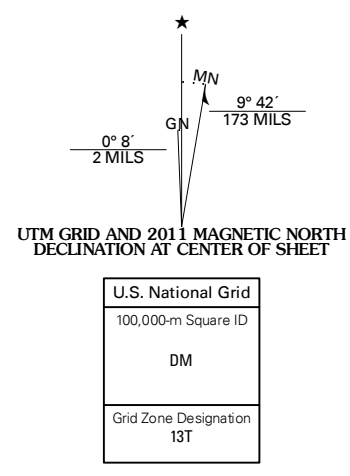 MN
9° 42´
173 MILS
GN
0° 8´
2 MILS
UTM GRID AND 2011 MAGNETIC NORTH
DECLINATION AT CENTER OF SHEET
U.S. National Grid
100,000-m Square ID
DM
Grid Zone Designation
13T